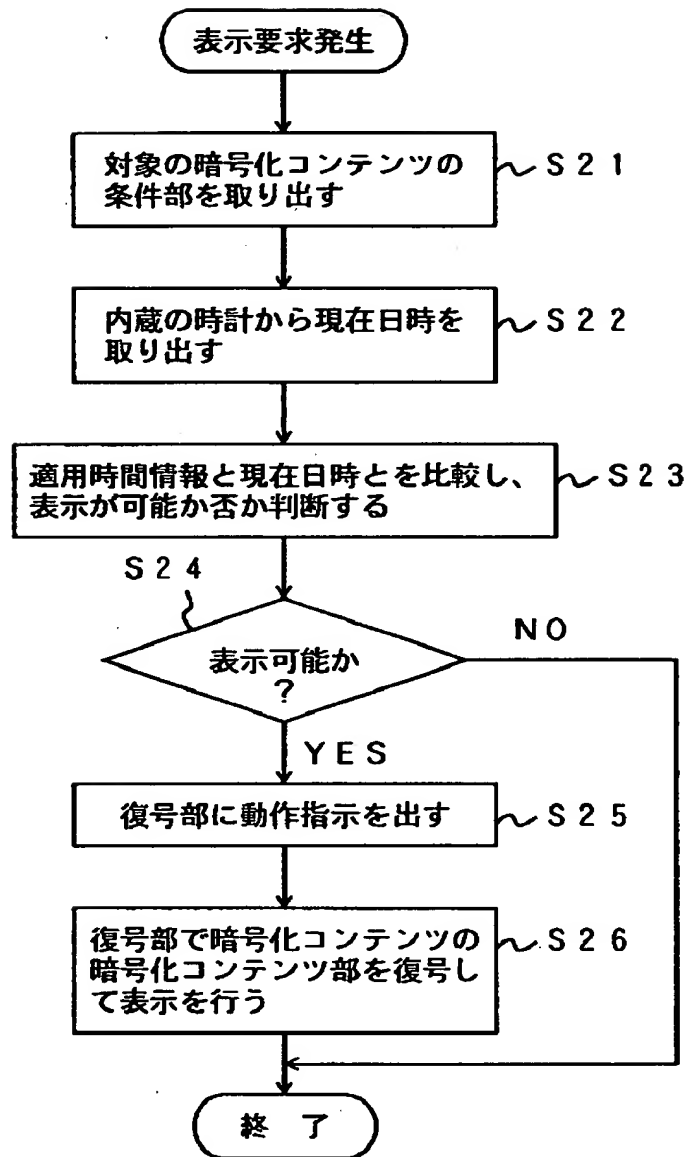 表示要求発生
対象の暗号化コンテンツの
条件部を取り出す
S21
内蔵の時計から現在日時を
取り出す
S22
適用時間情報と現在日時とを比較し、
表示が可能か否か判断する
S23
S24
表示可能か
?
NO
YES
復号部に動作指示を出す
S25
復号部で暗号化コンテンツの
暗号化コンテンツ部を復号し
て表示を行う
S26
終 了